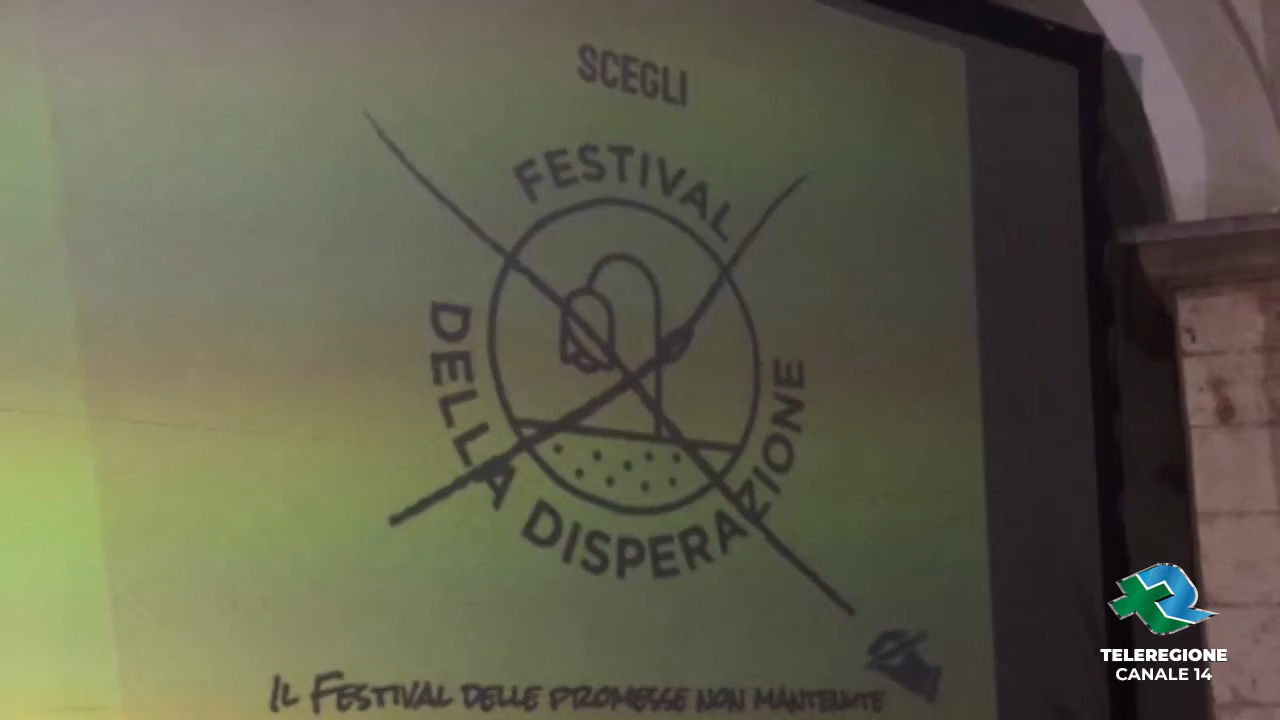 SCEGLI
FESTIVAL
DELLA DISPERAZIONE
IL FESTIVAL DELLE PROMESSE NON MANTENUTE
TELEREGIONE
CANALE 14